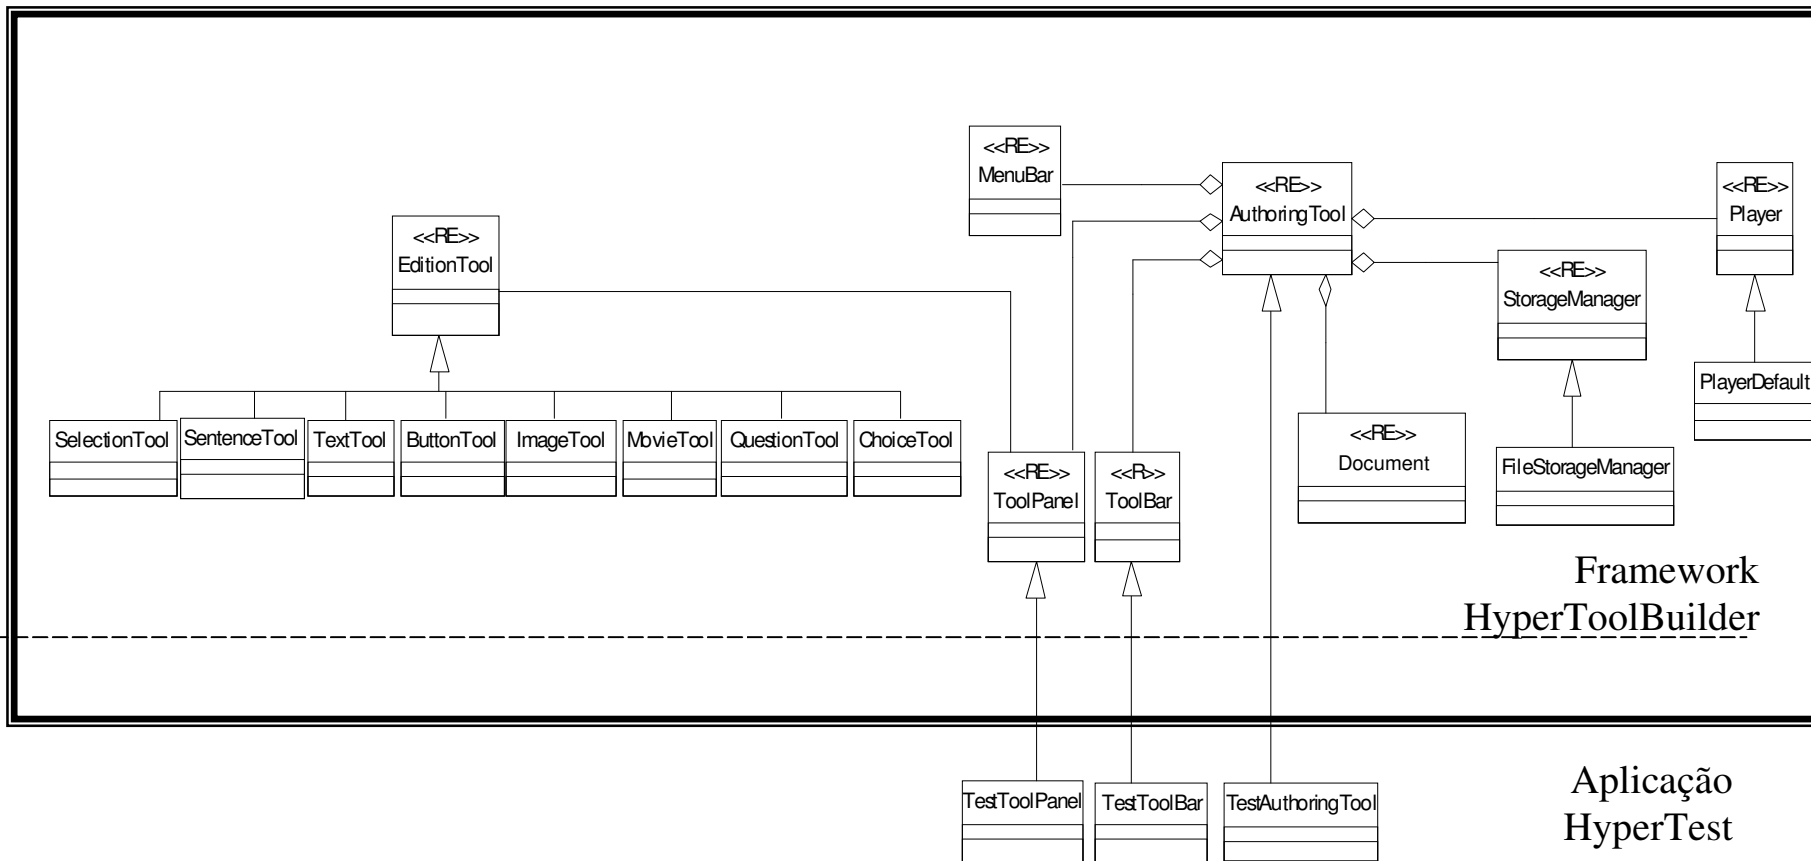 <<RE>>
MenuBar
<<RE>>
AuthoringTool
<<RE>>
Player
<<RE>>
EditionTool
<<RE>>
StorageManager
PlayerDefault
SelectionTool
SentenceTool
TextTool
ButtonTool
ImageTool
MovieTool
QuestionTool
ChoiceTool
<<RE>>
ToolPanel
<<R>>
ToolBar
<<RE>>
Document
FileStorageManager
Framework
HyperToolBuilder
TestToolPanel
TestToolBar
TestAuthoringTool
Aplicação
HyperTest